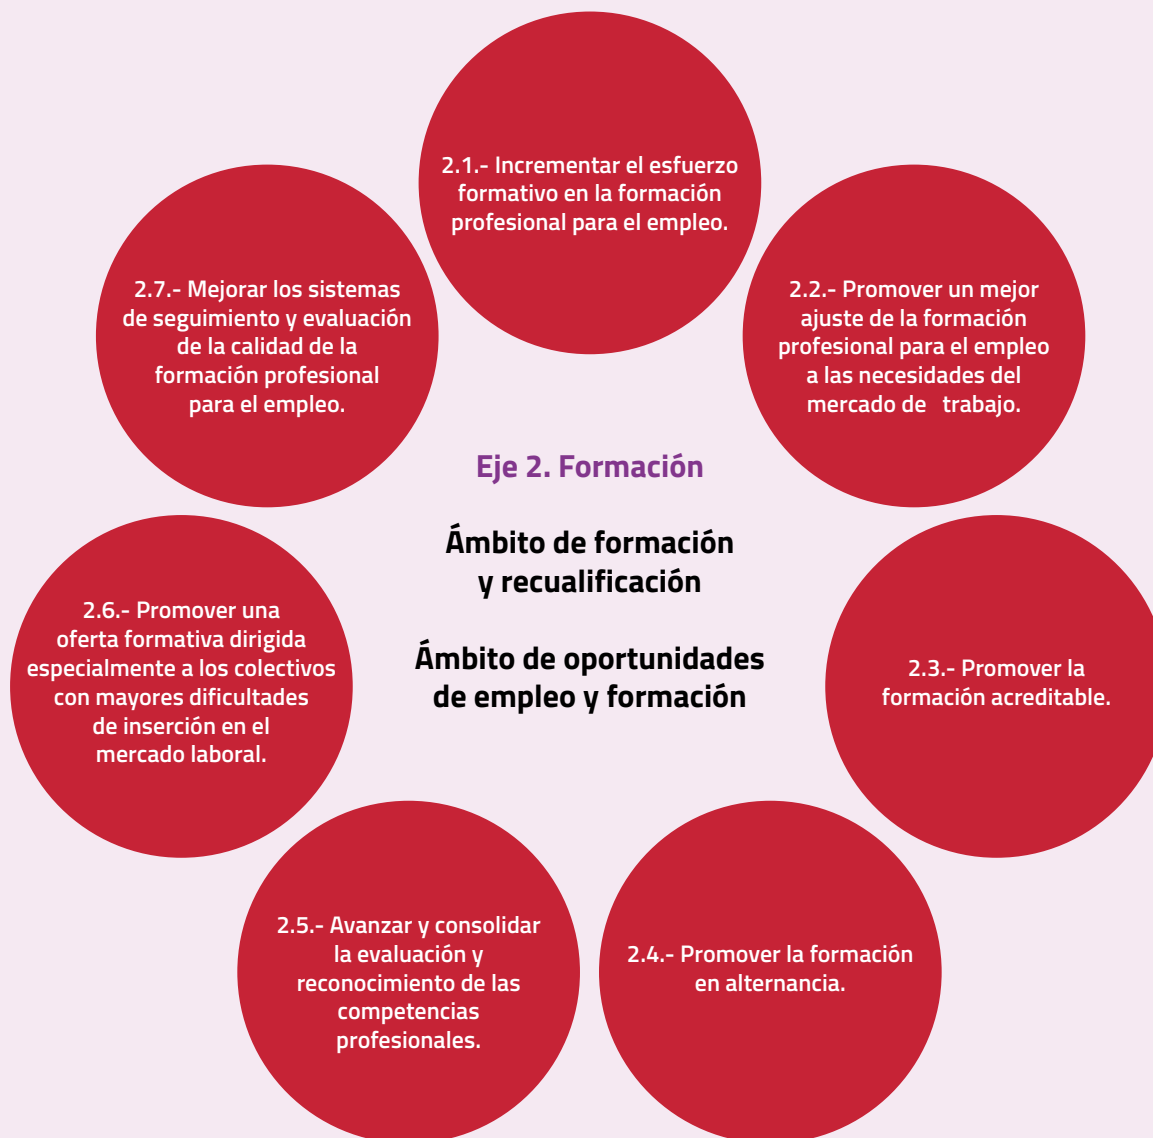 2.1.- Incrementar el esfuerzo
formativo en la formación
profesional para el empleo.
2.2.- Promover un mejor
ajuste de la formación
profesional para el empleo
a las necesidades del
mercado de trabajo.
2.3.- Promover la
formación acreditable.
2.4.- Promover la formación
en alternancia.
2.5.- Avanzar y consolidar
la evaluación y
reconocimiento de las
competencias
profesionales.
2.6.- Promover una
oferta formativa dirigida
especialmente a los colectivos
con mayores dificultades
de inserción en el
mercado laboral.
2.7.- Mejorar los sistemas
de seguimiento y evaluación
de la calidad de la
formación profesional
para el empleo.
Eje 2. Formación
Ámbito de formación
y recualificación
Ámbito de oportunidades
de empleo y formación